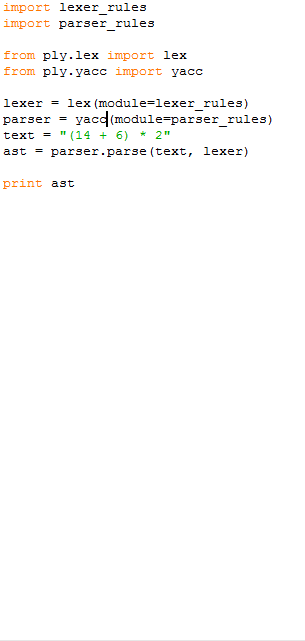 import lexer_rules
import parser_rules
from ply.lex import lex
from ply.yacc import yacc
lexer = lex(module=lexer_rules)
parser = yacc(module=parser_rules)
text = "(14 + 6) * 2"
ast = parser.parse(text, lexer)
print ast